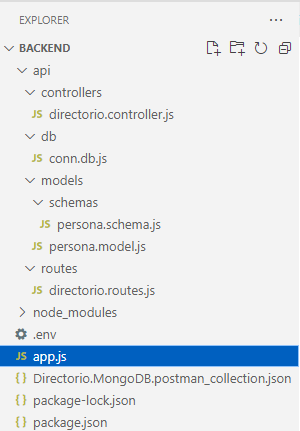 EXPLORER ...
BACKEND
api
controllers
JS directorio.controller.js
db
JS conn.db.js
models
schemas
JS persona.schema.js
JS persona.model.js
routes
JS directorio.routes.js
node_modules
.env
JS app.js
{ } Directorio.MongoDB.postman_collection.json
{ } package-lock.json
{ } package.json